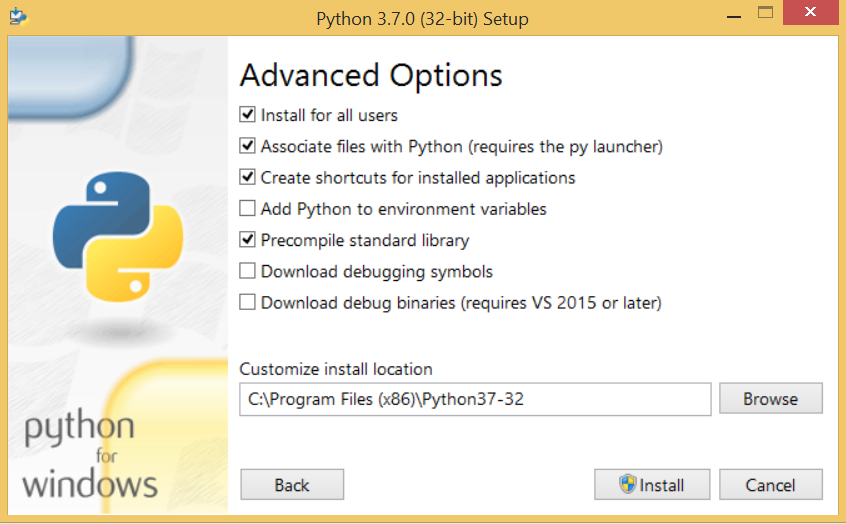 Python 3.7.0 (32-bit) Setup
Advanced Options
Install for all users
Associate files with Python (requires the py launcher)
Create shortcuts for installed applications
Add Python to environment variables
Precompile standard library
Download debugging symbols
Download debug binaries (requires VS 2015 or later)
Customize install location
C:\Program Files (x86)\Python37-32
Browse
python
for
windows
Back
Install
Cancel